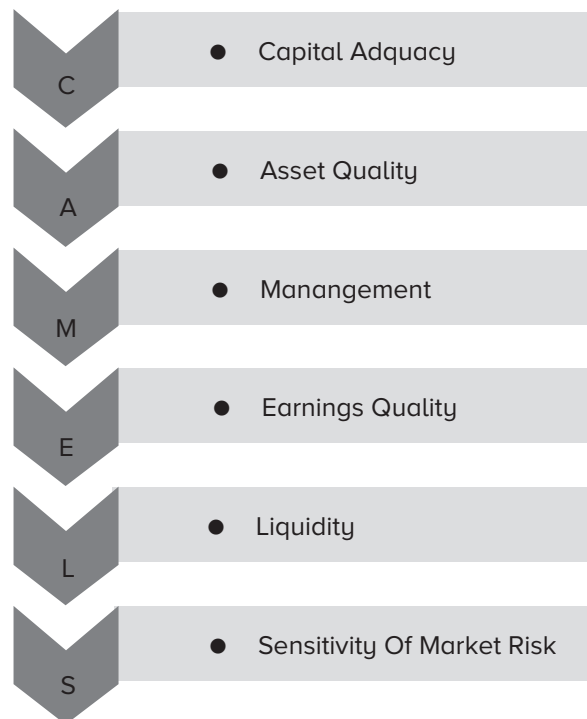 C
● Capital Adquacy
A
● Asset Quality
M
● Manangement
E
● Earnings Quality
L
● Liquidity
S
● Sensitivity Of Market Risk